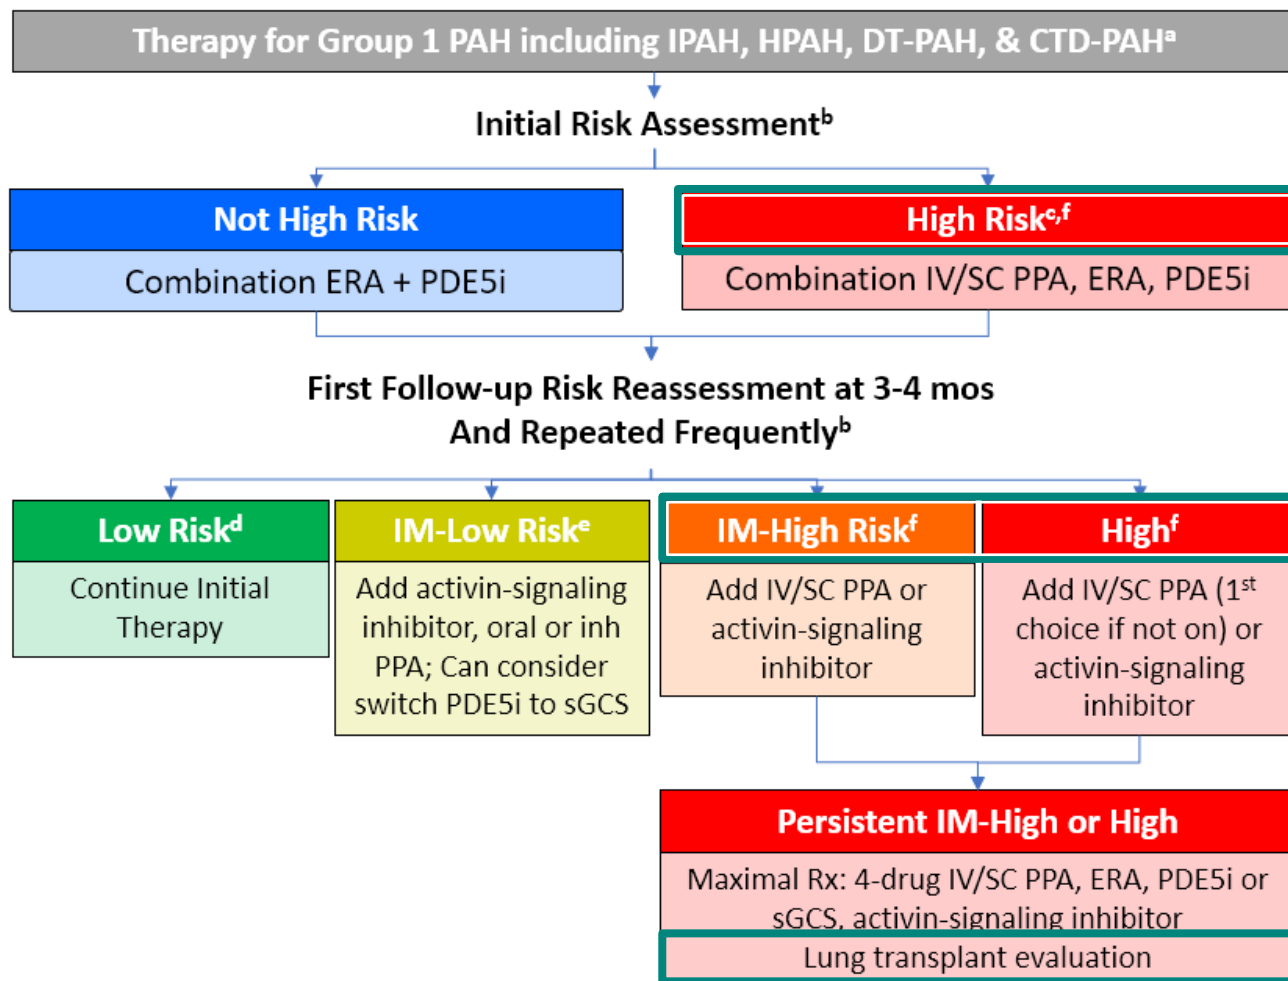 Therapy for Group 1 PAH including IPAH, HPAH, DT-PAH, & CTD-PAHᵃ
Initial Risk Assessmentᵇ
Not High Risk
Combination ERA + PDE5i
High Riskᶜ,ᶠ
Combination IV/SC PPA, ERA, PDE5i
First Follow-up Risk Reassessment at 3-4 mos
And Repeated Frequentlyᵇ
Low Riskᵈ
Continue Initial
Therapy
IM-Low Riskᵉ
Add activin-signaling
inhibitor, oral or inh
PPA; Can consider
switch PDE5i to sGCS
IM-High Riskᶠ
Add IV/SC PPA or
activin-signaling
inhibitor
Highᶠ
Add IV/SC PPA (1ˢᵗ
choice if not on) or
activin-signaling
inhibitor
Persistent IM-High or High
Maximal Rx: 4-drug IV/SC PPA, ERA, PDE5i or
sGCS, activin-signaling inhibitor
Lung transplant evaluation